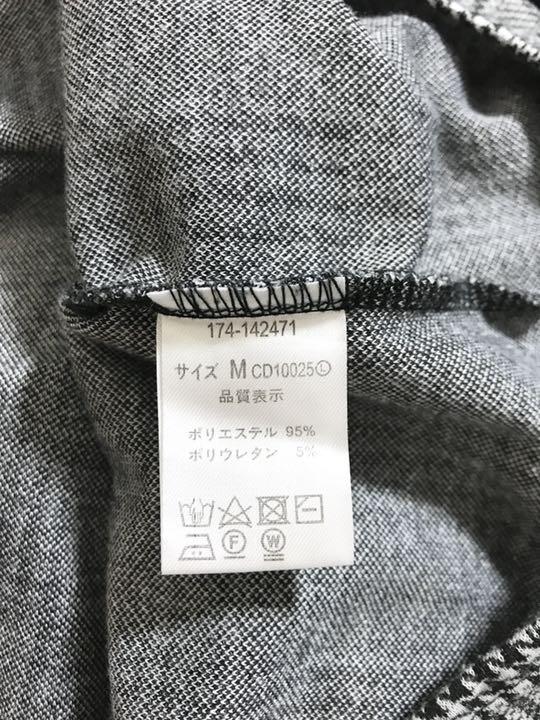 174-142471
サイズ M CD10025Ⓛ
品質表示
ポリエステル 95%
ポリウレタン 5%
F W